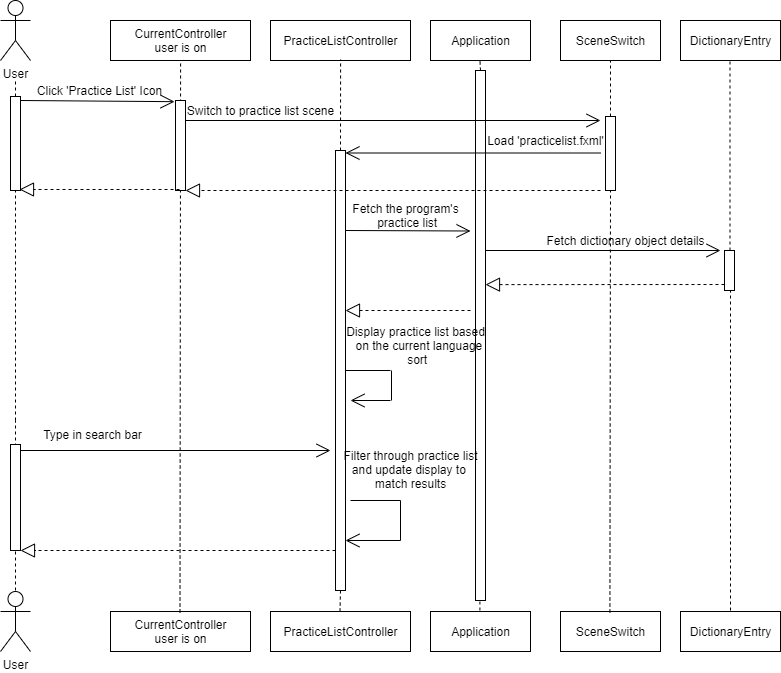 CurrentController
user is on
PracticeListController
Application
SceneSwitch
DictionaryEntry
User
Click 'Practice List' Icon
Switch to practice list scene
Load 'practicelist.fxml'
Fetch the program's
practice list
Fetch dictionary object details
Display practice list based
on the current language
sort
Type in search bar
Filter through practice list
and update display to
match results
CurrentController
user is on
PracticeListController
Application
SceneSwitch
DictionaryEntry
User